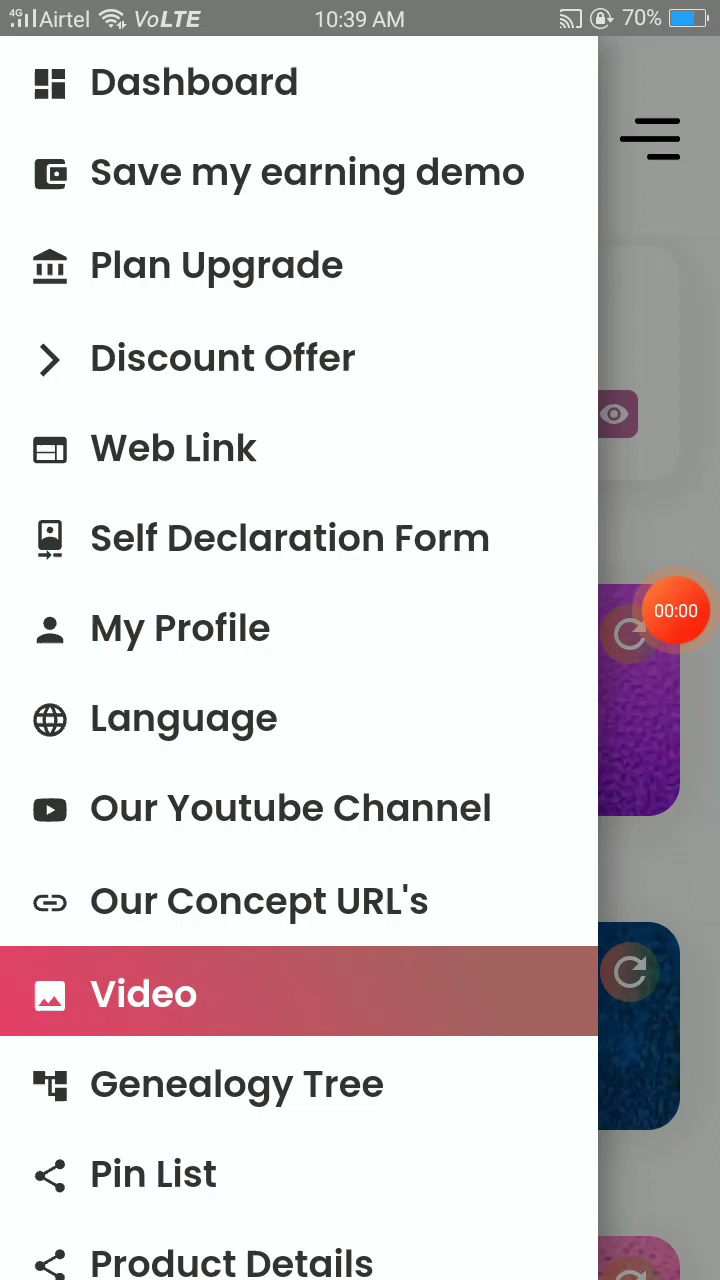 4G Airtel VoLTE 10:39 AM 70%
Dashboard
Save my earning demo
Plan Upgrade
Discount Offer
Web Link
Self Declaration Form
My Profile
Language
00:00
Our Youtube Channel
Our Concept URL's
Video
Genealogy Tree
Pin List
Product Details